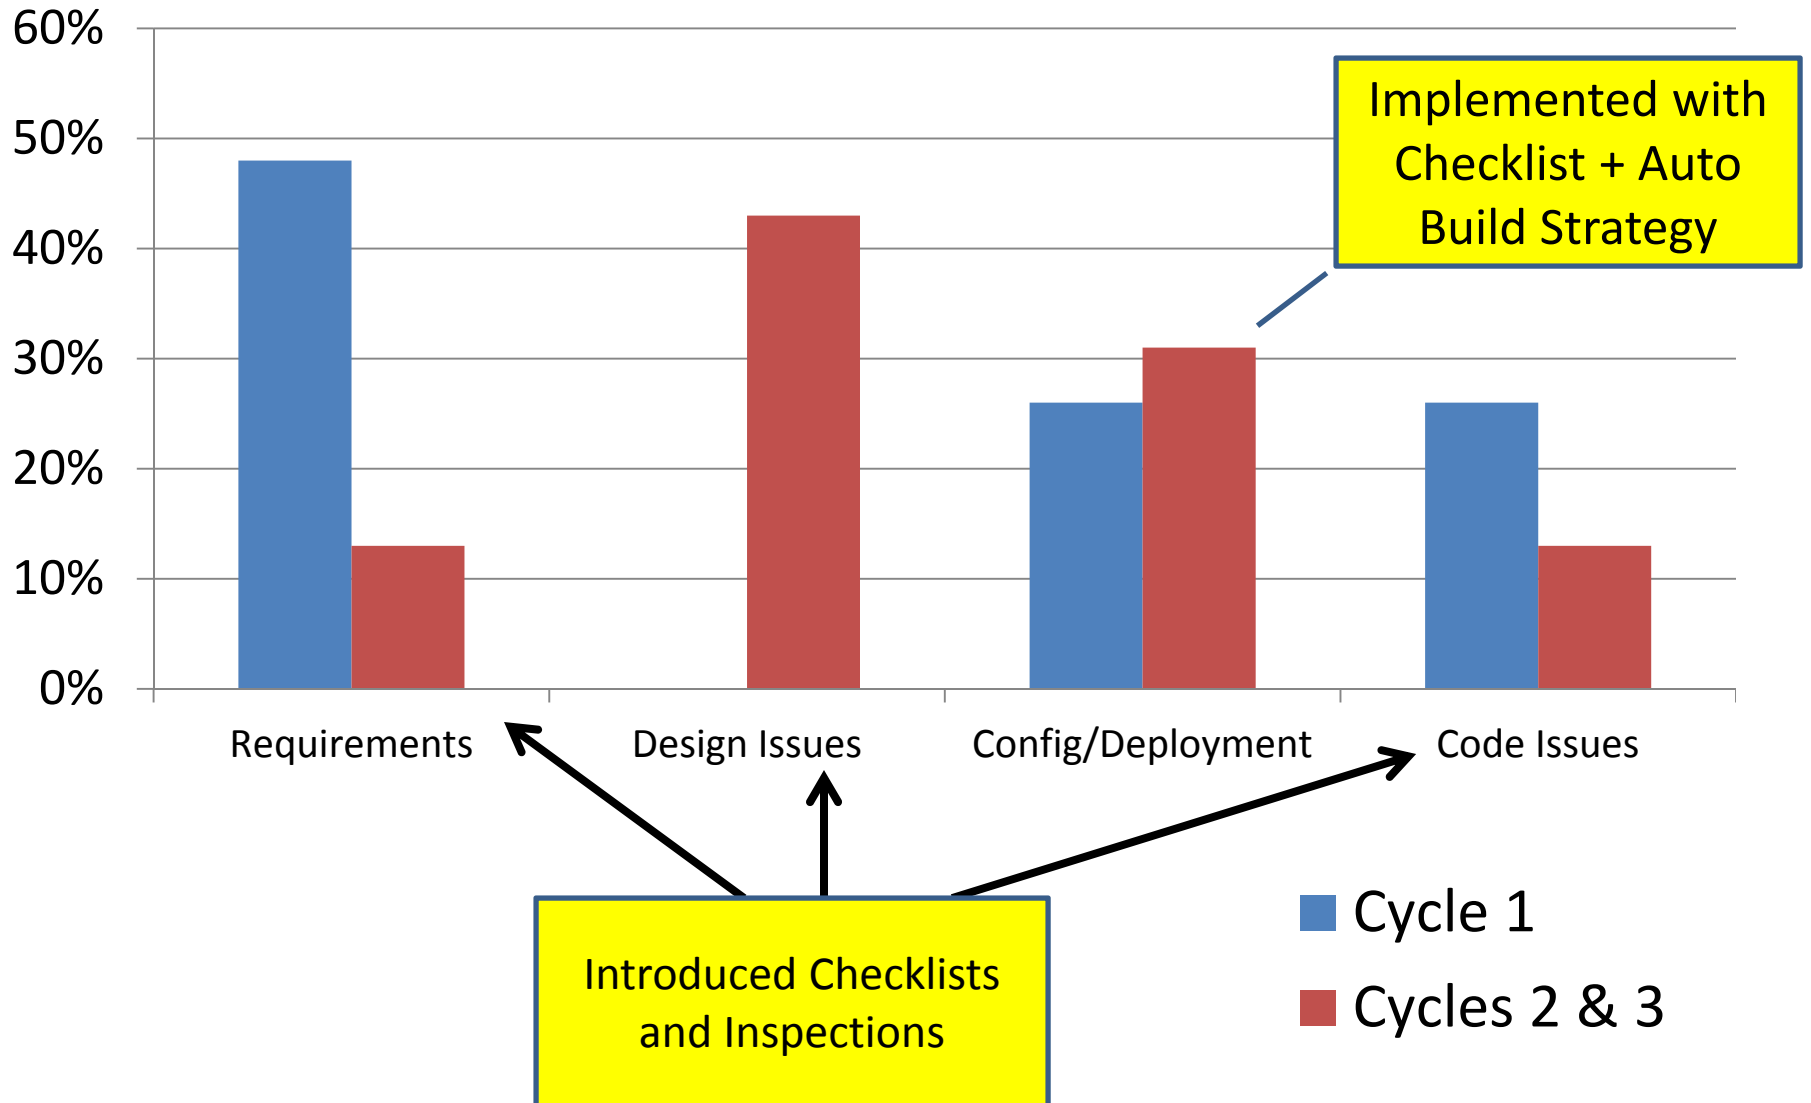 60%
50%
40%
30%
20%
10%
0%
Implemented with
Checklist + Auto
Build Strategy
Requirements
Design Issues
Config/Deployment
Code Issues
Introduced Checklists
and Inspections
Cycle 1
Cycles 2 & 3